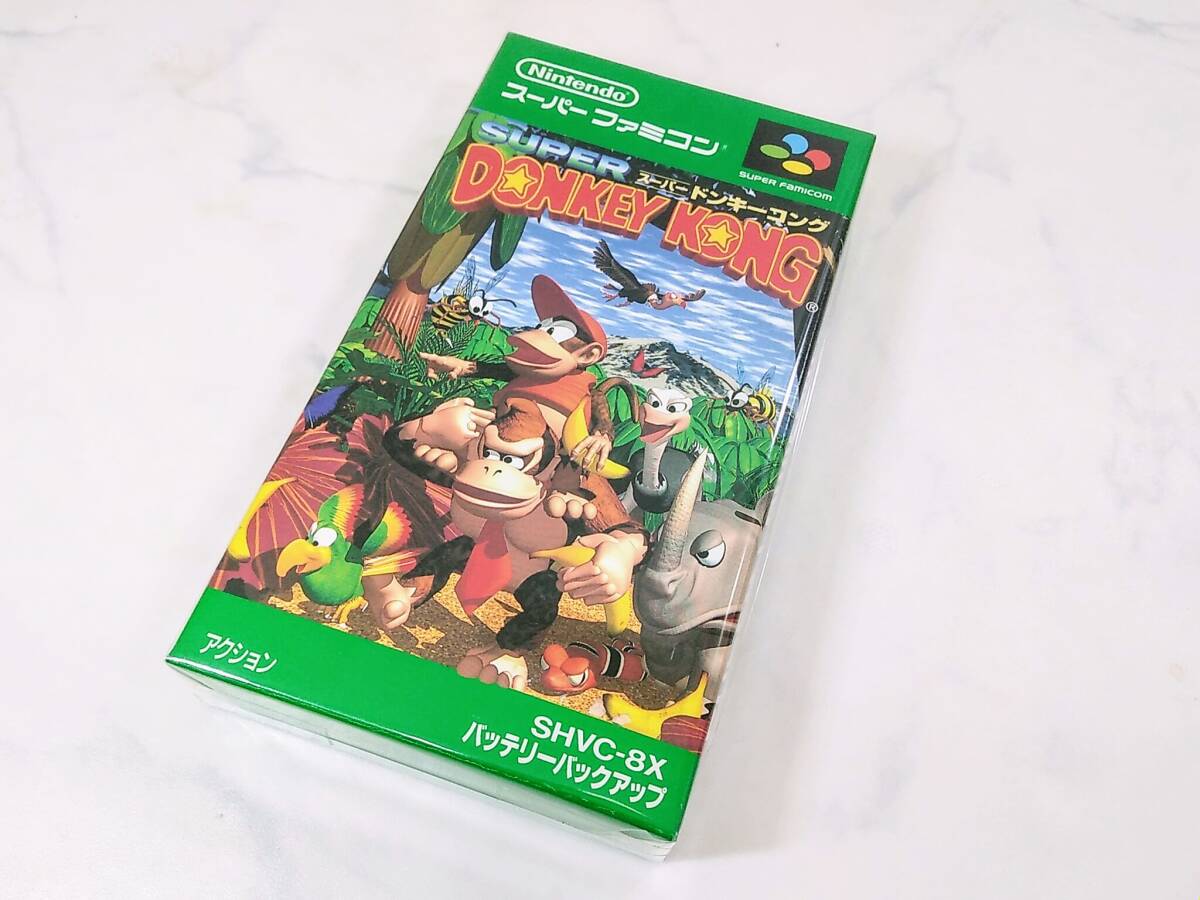 Nintendo®
スーパーファミコン
SUPER FAMICOM
SUPER
スーパードンキーコング
DONKEY KONG®
アクション
SHVC-8X
バッテリーバックアップ